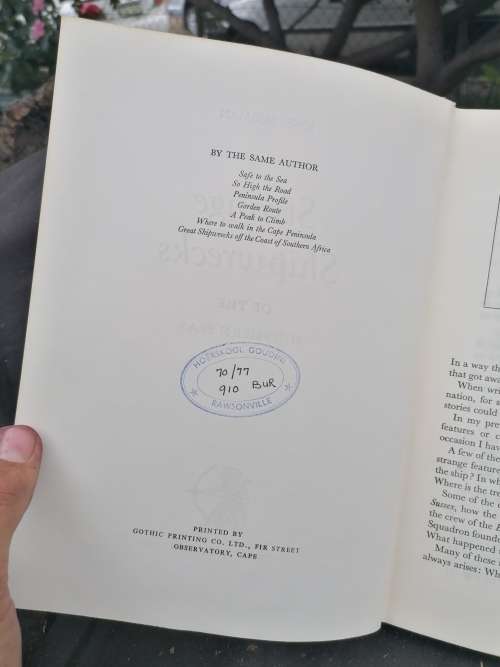 BY THE SAME AUTHOR
Safe to the Sea
So High the Road
Peninsula Profile
Garden Route
A Peak to Climb
Where to walk in the Cape Peninsula
Great Shipwrecks off the Coast of Southern Africa
HOËRSKOOL GOUDINI
70/77
910 BUR
RAWSONVILLE
PRINTED BY
GOTHIC PRINTING CO. LTD., FIR STREET
OBSERVATORY, CAPE
In a way th
that got awa
When wri
nation, for a
stories could
In my pre
features or c
occasion I hav
A few of the
strange feature
the ship? In wh
Where is the tre
Some of the
Sussex, how the
the crew of the
Squadron founde
What happened
Many of these
always arises: Wh